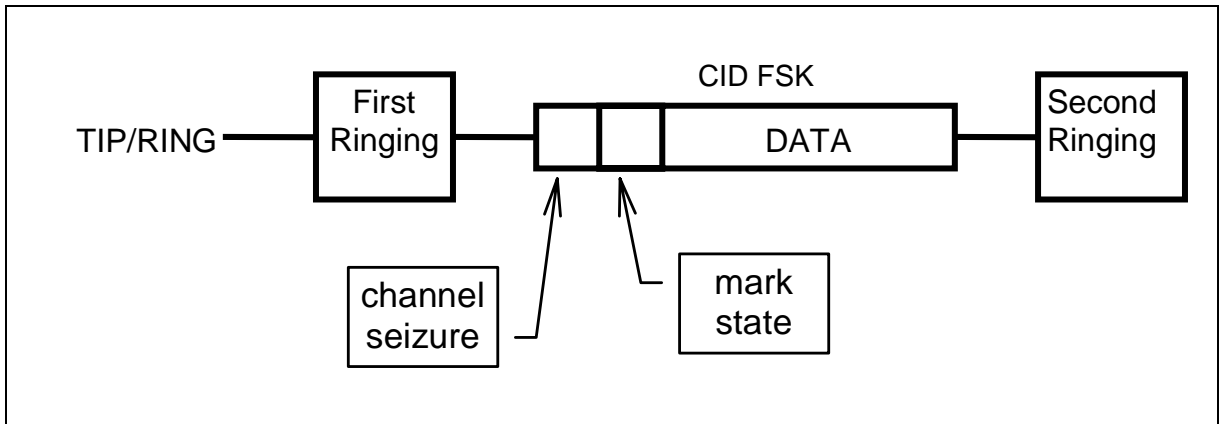 CID FSK
TIP/RING
First
Ringing
DATA
Second
Ringing
channel
seizure
mark
state